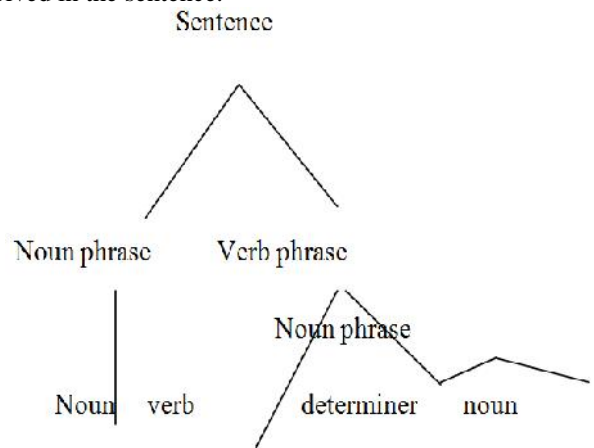 Sentence
Noun phrase Verb phrase
Noun phrase
Noun verb determiner noun